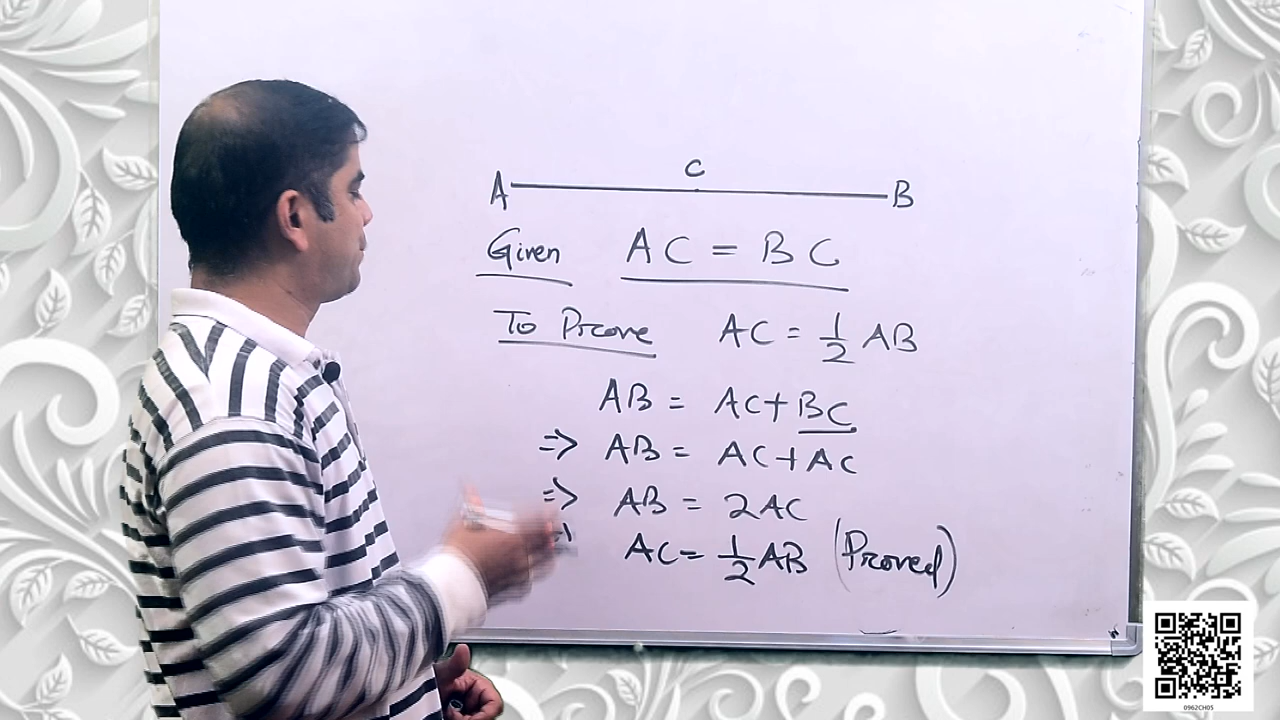 C
A B
Given AC = BC
To Prove AC = 1/2 AB
AB = AC + BC
=> AB = AC + AC
=> AB = 2AC
AC = 1/2 AB (Proved)
0962CH05